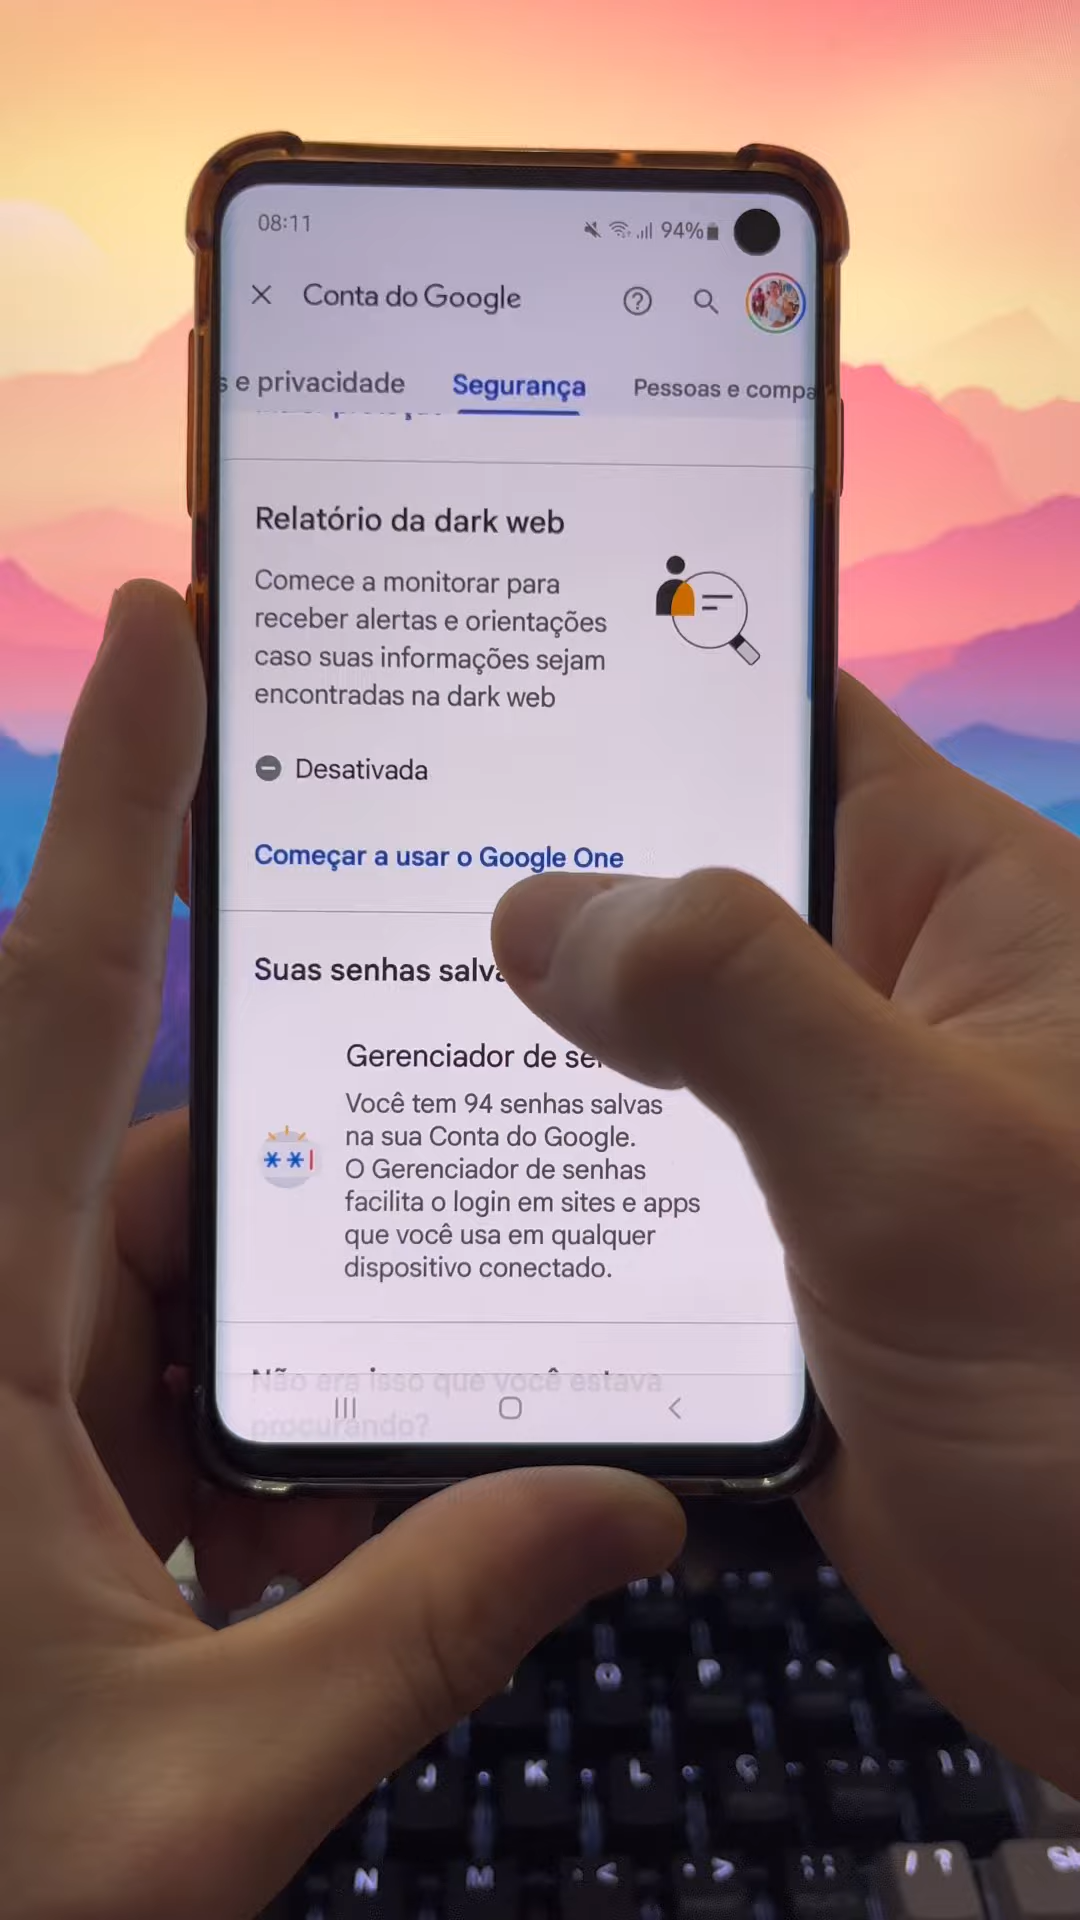 08:11
94%
Conta do Google
s e privacidade
Segurança
Pessoas e compa
Relatório da dark web
Comece a monitorar para
receber alertas e orientações
caso suas informações sejam
encontradas na dark web
Desativada
Começar a usar o Google One
Suas senhas salva
Gerenciador de se
Você tem 94 senhas salvas
na sua Conta do Google.
O Gerenciador de senhas
facilita o login em sites e apps
que você usa em qualquer
dispositivo conectado.
Não era isso que você estava
procurando?
O P
J K L Ç
N M < >